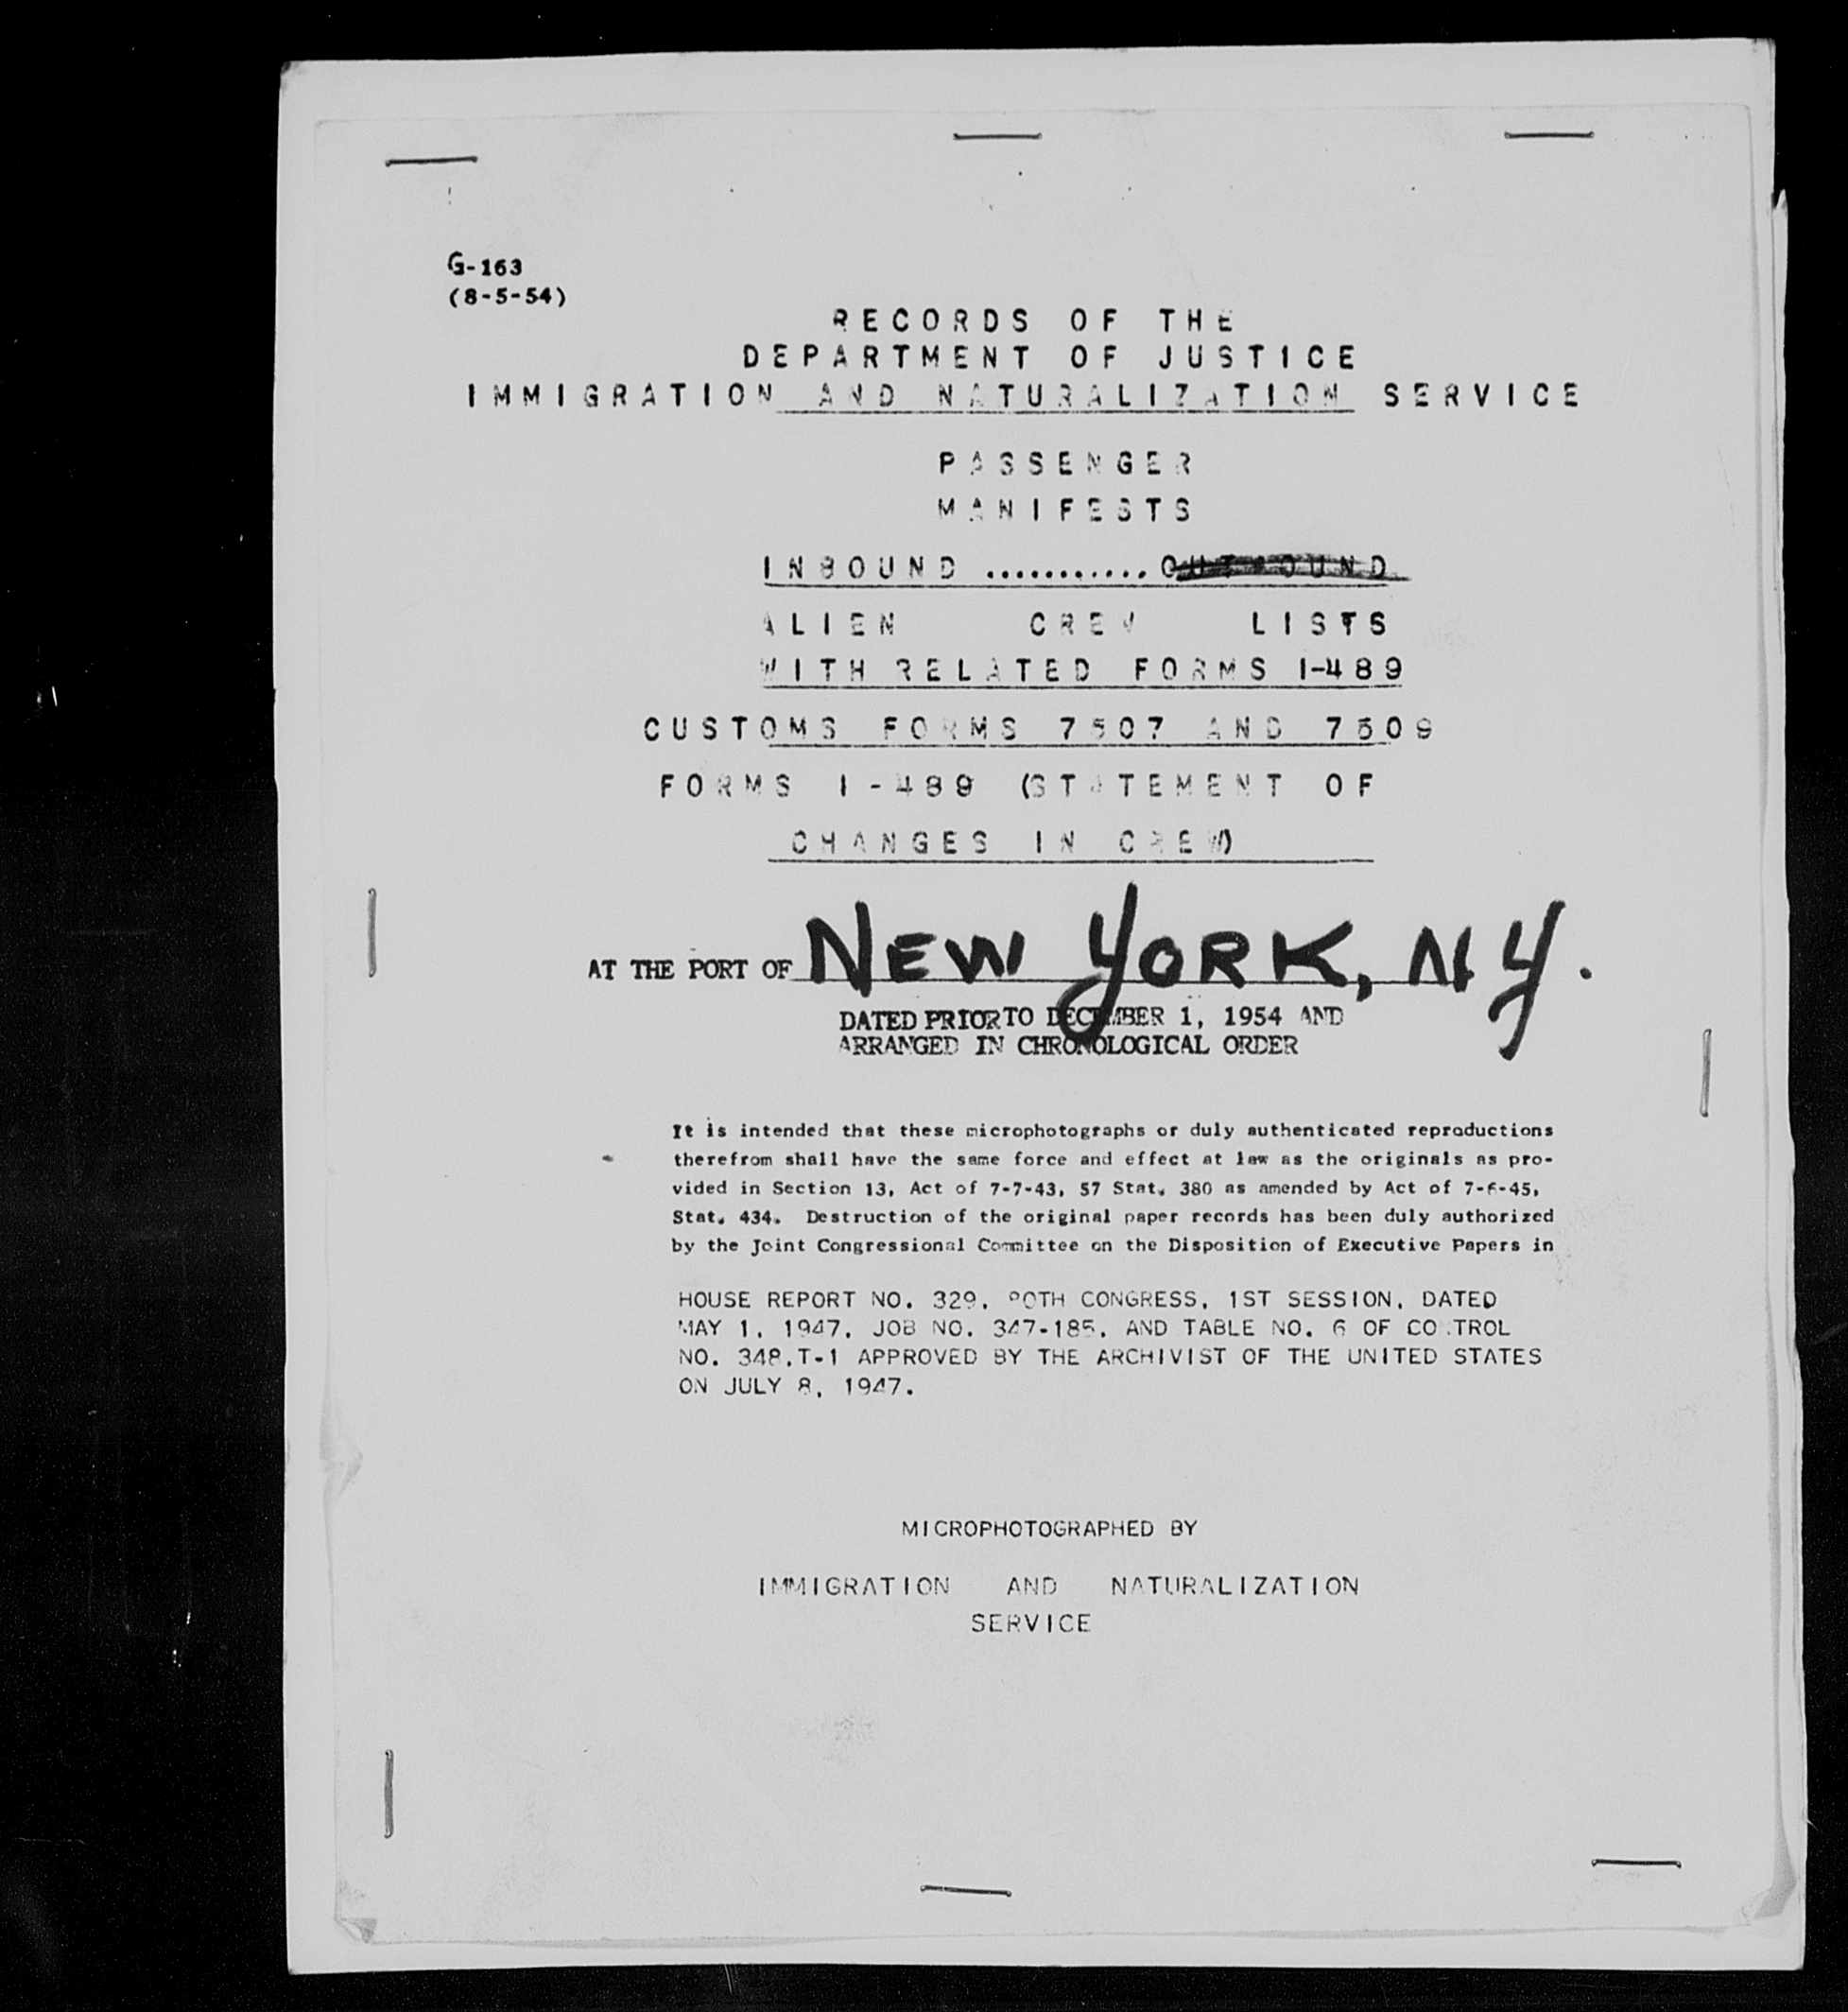 G-163
(8-5-54)
RECORDS OF THE
DEPARTMENT OF JUSTICE
IMMIGRATION AND NATURALIZATION SERVICE
PASSENGER
MANIFESTS
INBOUND ........... OUTBOUND
ALIEN CREW LISTS
WITH RELATED FORMS I-489
CUSTOMS FORMS 7507 AND 7509
FORMS I-489 (STATEMENT OF
CHANGES IN CREW)
AT THE PORT OF NEW YORK, NY.
DATED PRIOR TO DECEMBER 1, 1954 AND
ARRANGED IN CHRONOLOGICAL ORDER
It is intended that these microphotographs or duly authenticated reproductions
therefrom shall have the same force and effect at law as the originals as pro-
vided in Section 13, Act of 7-7-43, 57 Stat. 380 as amended by Act of 7-6-45,
Stat. 434. Destruction of the original paper records has been duly authorized
by the Joint Congressional Committee on the Disposition of Executive Papers in
HOUSE REPORT NO. 329, 80TH CONGRESS, 1ST SESSION, DATED
MAY 1, 1947, JOB NO. 347-185, AND TABLE NO. 6 OF CONTROL
NO. 348,T-1 APPROVED BY THE ARCHIVIST OF THE UNITED STATES
ON JULY 8, 1947.
MICROPHOTOGRAPHED BY
IMMIGRATION AND NATURALIZATION
SERVICE